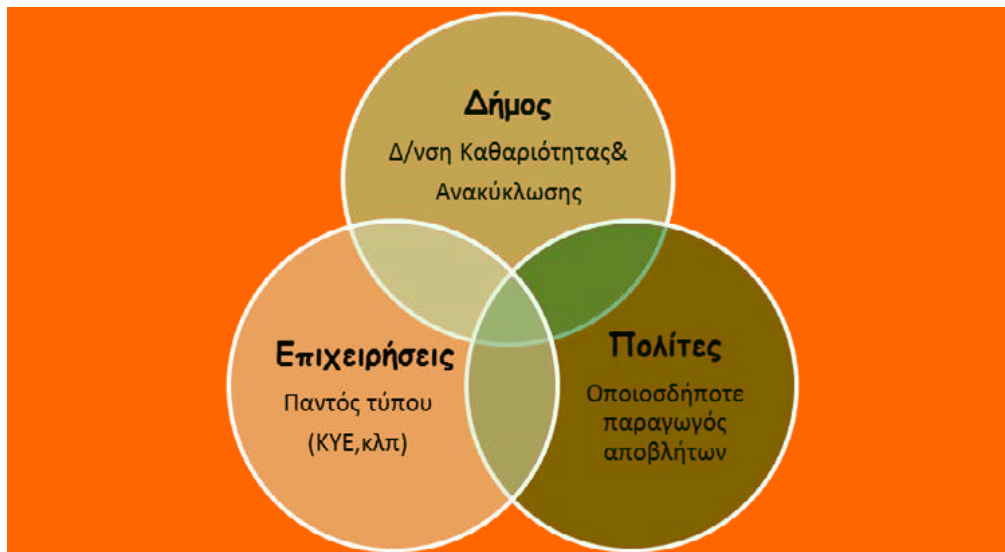 Δήμος
Δ/νση Καθαριότητας&
Ανακύκλωσης
Επιχειρήσεις
Παντός τύπου
(ΚΥΕ,κλπ)
Πολίτες
Οποιοσδήποτε
παραγωγός
αποβλήτων